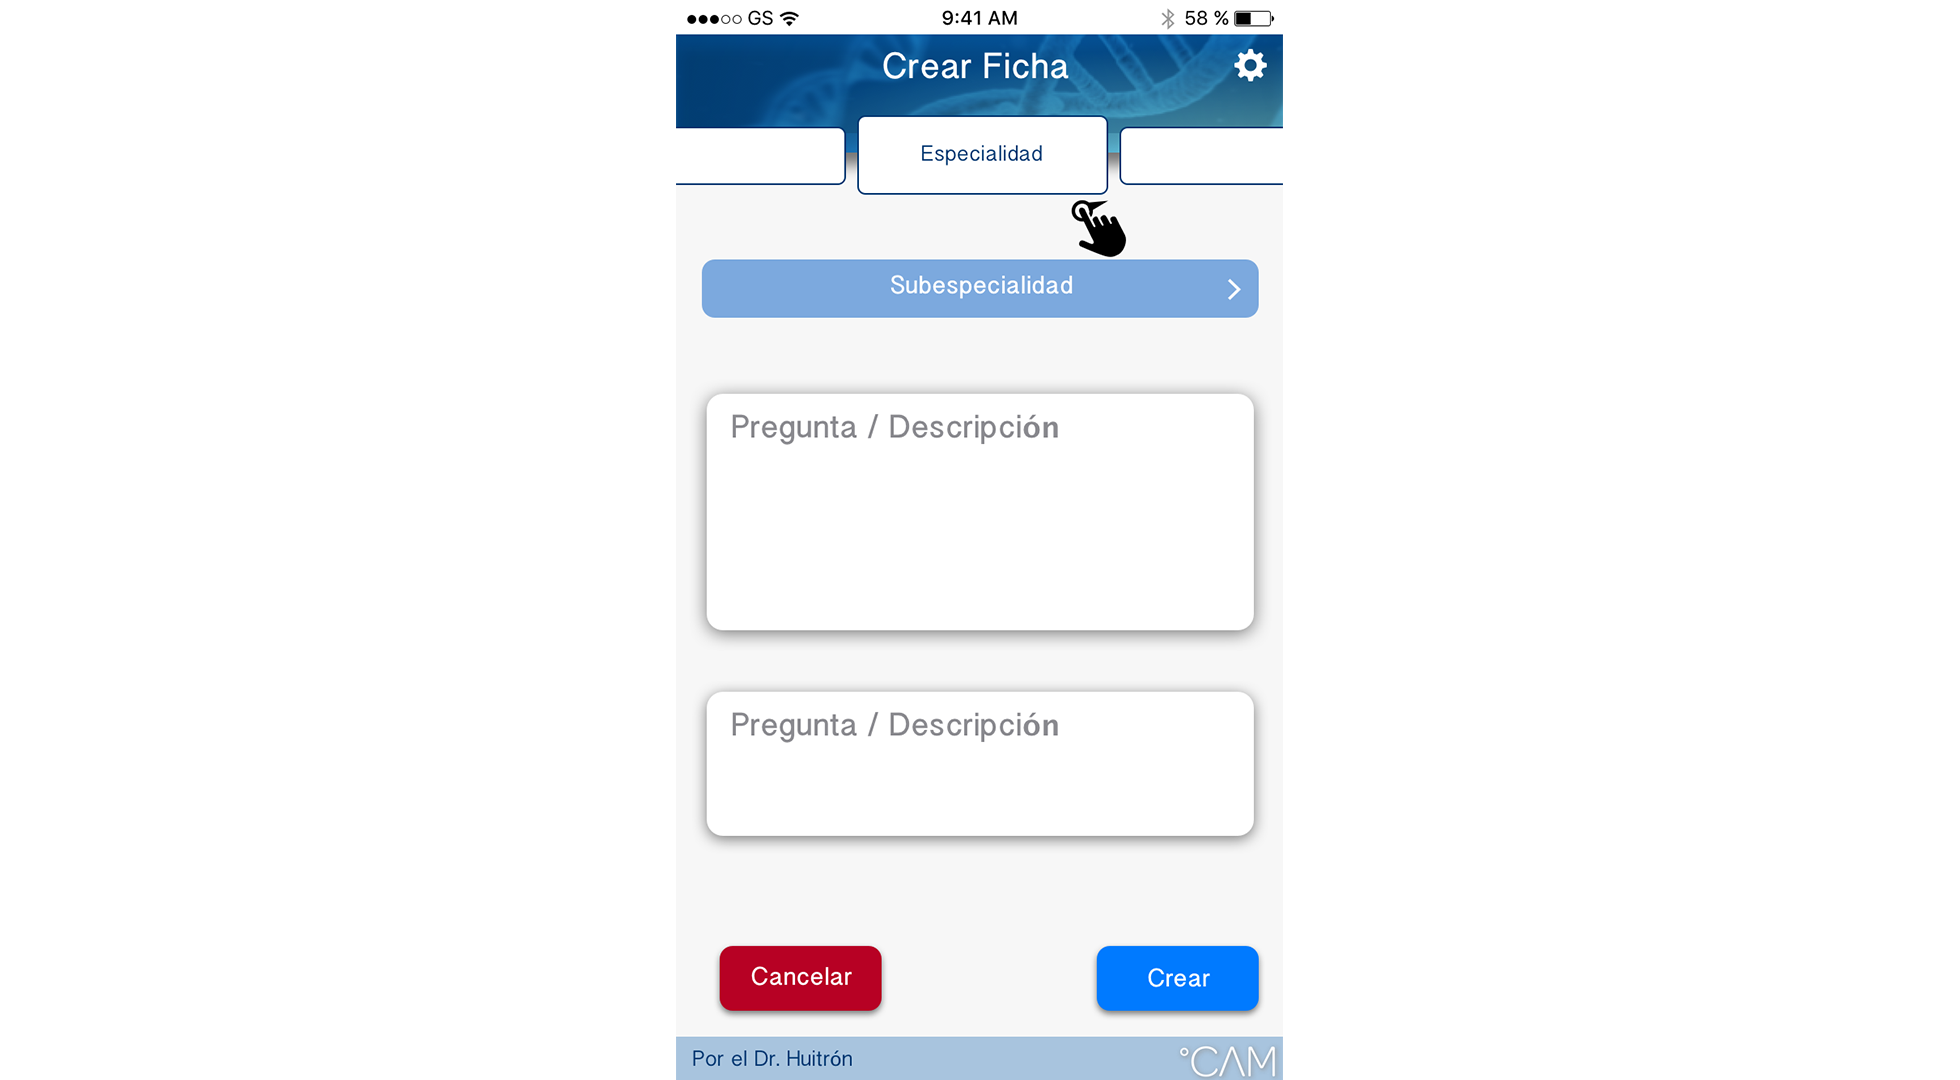 ●●●○○ GS 9:41 AM 58 %
Crear Ficha
Especialidad
Subespecialidad
Pregunta / Descripción
Pregunta / Descripción
Cancelar
Crear
Por el Dr. Huitrón
°CAM